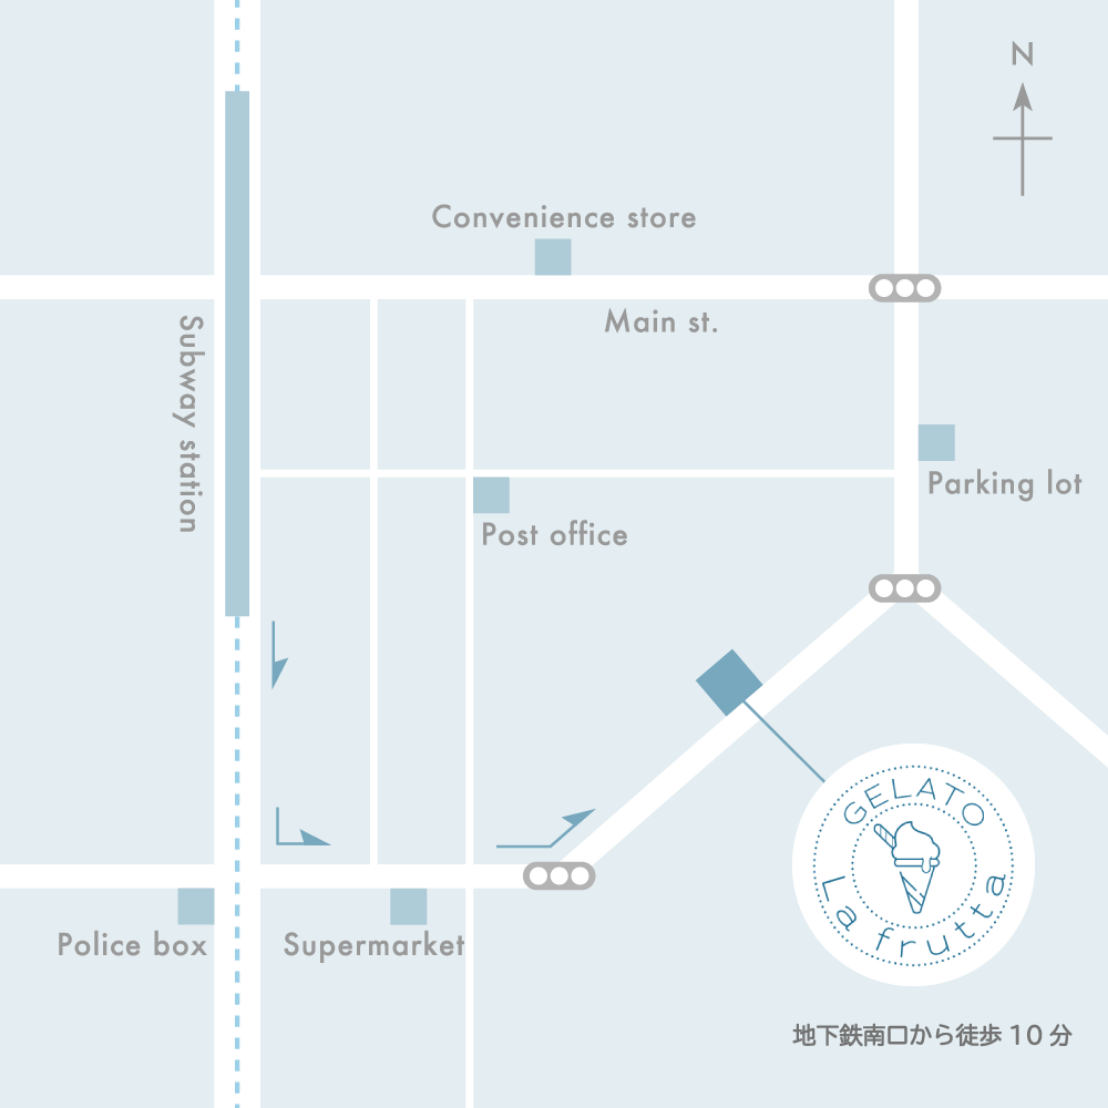 N
Convenience store
Main st.
Subway station
Parking lot
Post office
GELATO
La frutta
Police box
Supermarket
地下鉄南口から徒歩 10 分